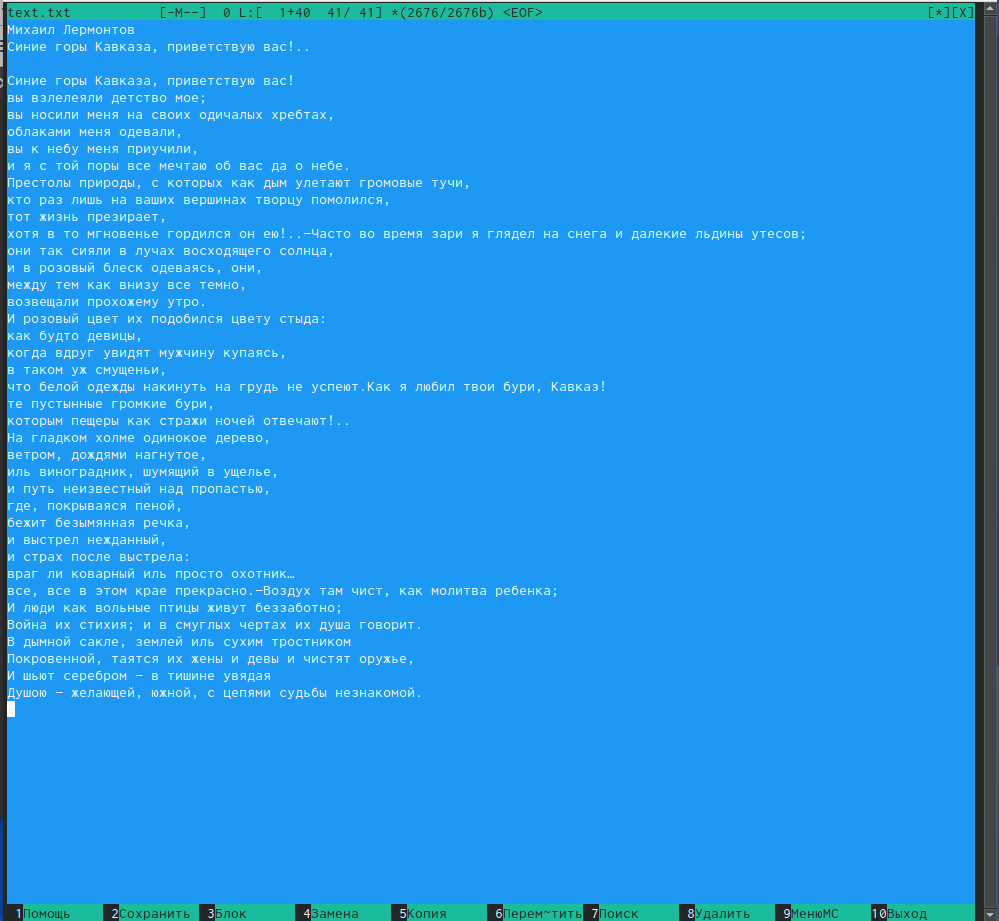 text.txt [-M--] 0 L:[ 1+40 41/ 41] *(2676/2676b) <EOF> [*][X]
Михаил Лермонтов
Синие горы Кавказа, приветствую вас!..
Синие горы Кавказа, приветствую вас!
вы взлелеяли детство мое;
вы носили меня на своих одичалых хребтах,
облаками меня одевали,
вы к небу меня приучили,
и я с той поры все мечтаю об вас да о небе.
Престолы природы, с которых как дым улетают громовые тучи,
кто раз лишь на ваших вершинах творцу помолился,
тот жизнь презирает,
хотя в то мгновенье гордился он ею!..—Часто во время зари я глядел на снега и далекие льдины утесов;
они так сияли в лучах восходящего солнца,
и в розовый блеск одеваясь, они,
между тем как внизу все темно,
возвещали прохожему утро.
И розовый цвет их подобился цвету стыда:
как будто девицы,
когда вдруг увидят мужчину купаясь,
в таком уж смущеньи,
что белой одежды накинуть на грудь не успеют.Как я любил твои бури, Кавказ!
те пустынные громкие бури,
которым пещеры как стражи ночей отвечают!..
На гладком холме одинокое дерево,
ветром, дождями нагнутое,
иль виноградник, шумящий в ущелье,
и путь неизвестный над пропастью,
где, покрываяся пеной,
бежит безымянная речка,
и выстрел нежданный,
и страх после выстрела:
враг ли коварный иль просто охотник…
все, все в этом крае прекрасно.—Воздух там чист, как молитва ребенка;
И люди как вольные птицы живут беззаботно;
Война их стихия; и в смуглых чертах их душа говорит.
В дымной сакле, землей иль сухим тростником
Покровенной, таятся их жены и девы и чистят оружье,
И шьют серебром — в тишине увядая
Душою — желающей, южной, с цепями судьбы незнакомой.
1Помощь 2Сохранить 3Блок 4Замена 5Копия 6Перем~тить 7Поиск 8Удалить 9МенюMC 10Выход